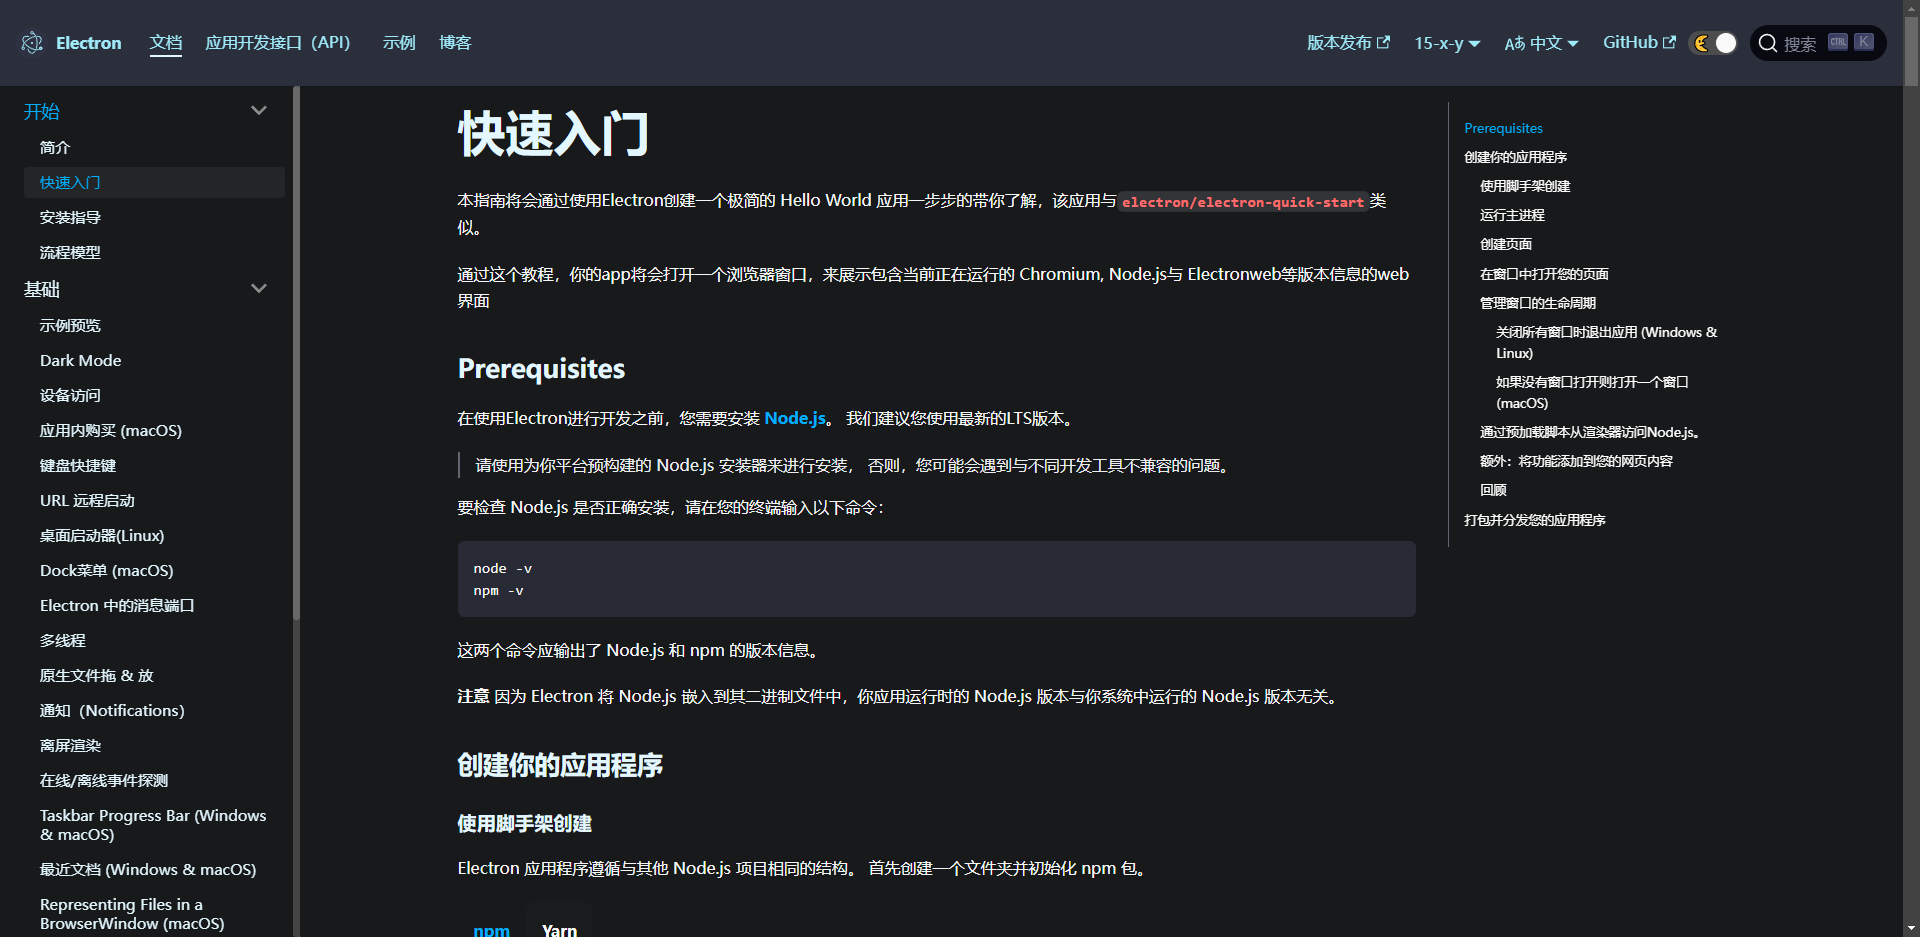 Electron 文档 应用开发接口（API） 示例 博客 版本发布 15-x-y 中文 GitHub 搜索 CTRL K
开始
简介
快速入门
安装指导
流程模型
基础
示例预览
Dark Mode
设备访问
应用内购买 (macOS)
键盘快捷键
URL 远程启动
桌面启动器(Linux)
Dock菜单 (macOS)
Electron 中的消息端口
多线程
原生文件拖 & 放
通知（Notifications）
离屏渲染
在线/离线事件探测
Taskbar Progress Bar (Windows
& macOS)
最近文档 (Windows & macOS)
Representing Files in a
BrowserWindow (macOS)
快速入门
本指南将会通过使用Electron创建一个极简的 Hello World 应用一步步的带你了解，该应用与 electron/electron-quick-start 类
似。
通过这个教程，你的app将会打开一个浏览器窗口，来展示包含当前正在运行的 Chromium, Node.js与 Electronweb等版本信息的web
界面
Prerequisites
在使用Electron进行开发之前，您需要安装 Node.js。 我们建议您使用最新的LTS版本。
请使用为你平台预构建的 Node.js 安装器来进行安装， 否则，您可能会遇到与不同开发工具不兼容的问题。
要检查 Node.js 是否正确安装，请在您的终端输入以下命令：
node -v
npm -v
这两个命令应输出了 Node.js 和 npm 的版本信息。
注意 因为 Electron 将 Node.js 嵌入到其二进制文件中，你应用运行时的 Node.js 版本与你系统中运行的 Node.js 版本无关。
创建你的应用程序
使用脚手架创建
Electron 应用程序遵循与其他 Node.js 项目相同的结构。 首先创建一个文件夹并初始化 npm 包。
npm Yarn
Prerequisites
创建你的应用程序
使用脚手架创建
运行主进程
创建页面
在窗口中打开您的页面
管理窗口的生命周期
关闭所有窗口时退出应用 (Windows &
Linux)
如果没有窗口打开则打开一个窗口
(macOS)
通过预加载脚本从渲染器访问Node.js。
额外：将功能添加到您的网页内容
回顾
打包并分发您的应用程序